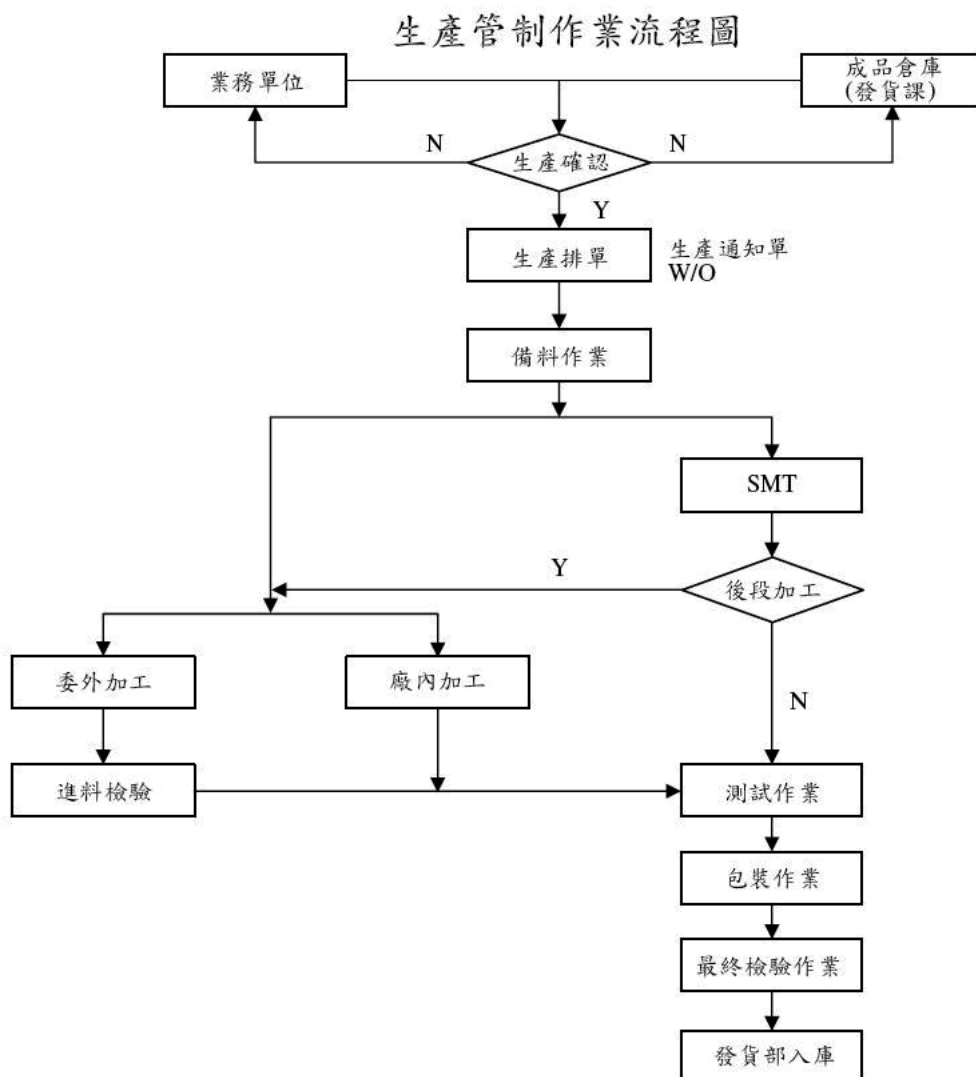 生產管制作業流程圖
業務單位
成品倉庫
(發貨課)
N
N
生產確認
Y
生產排單
生產通知單
W/O
備料作業
SMT
Y
後段加工
委外加工
廠內加工
N
進料檢驗
測試作業
包裝作業
最終檢驗作業
發貨部入庫